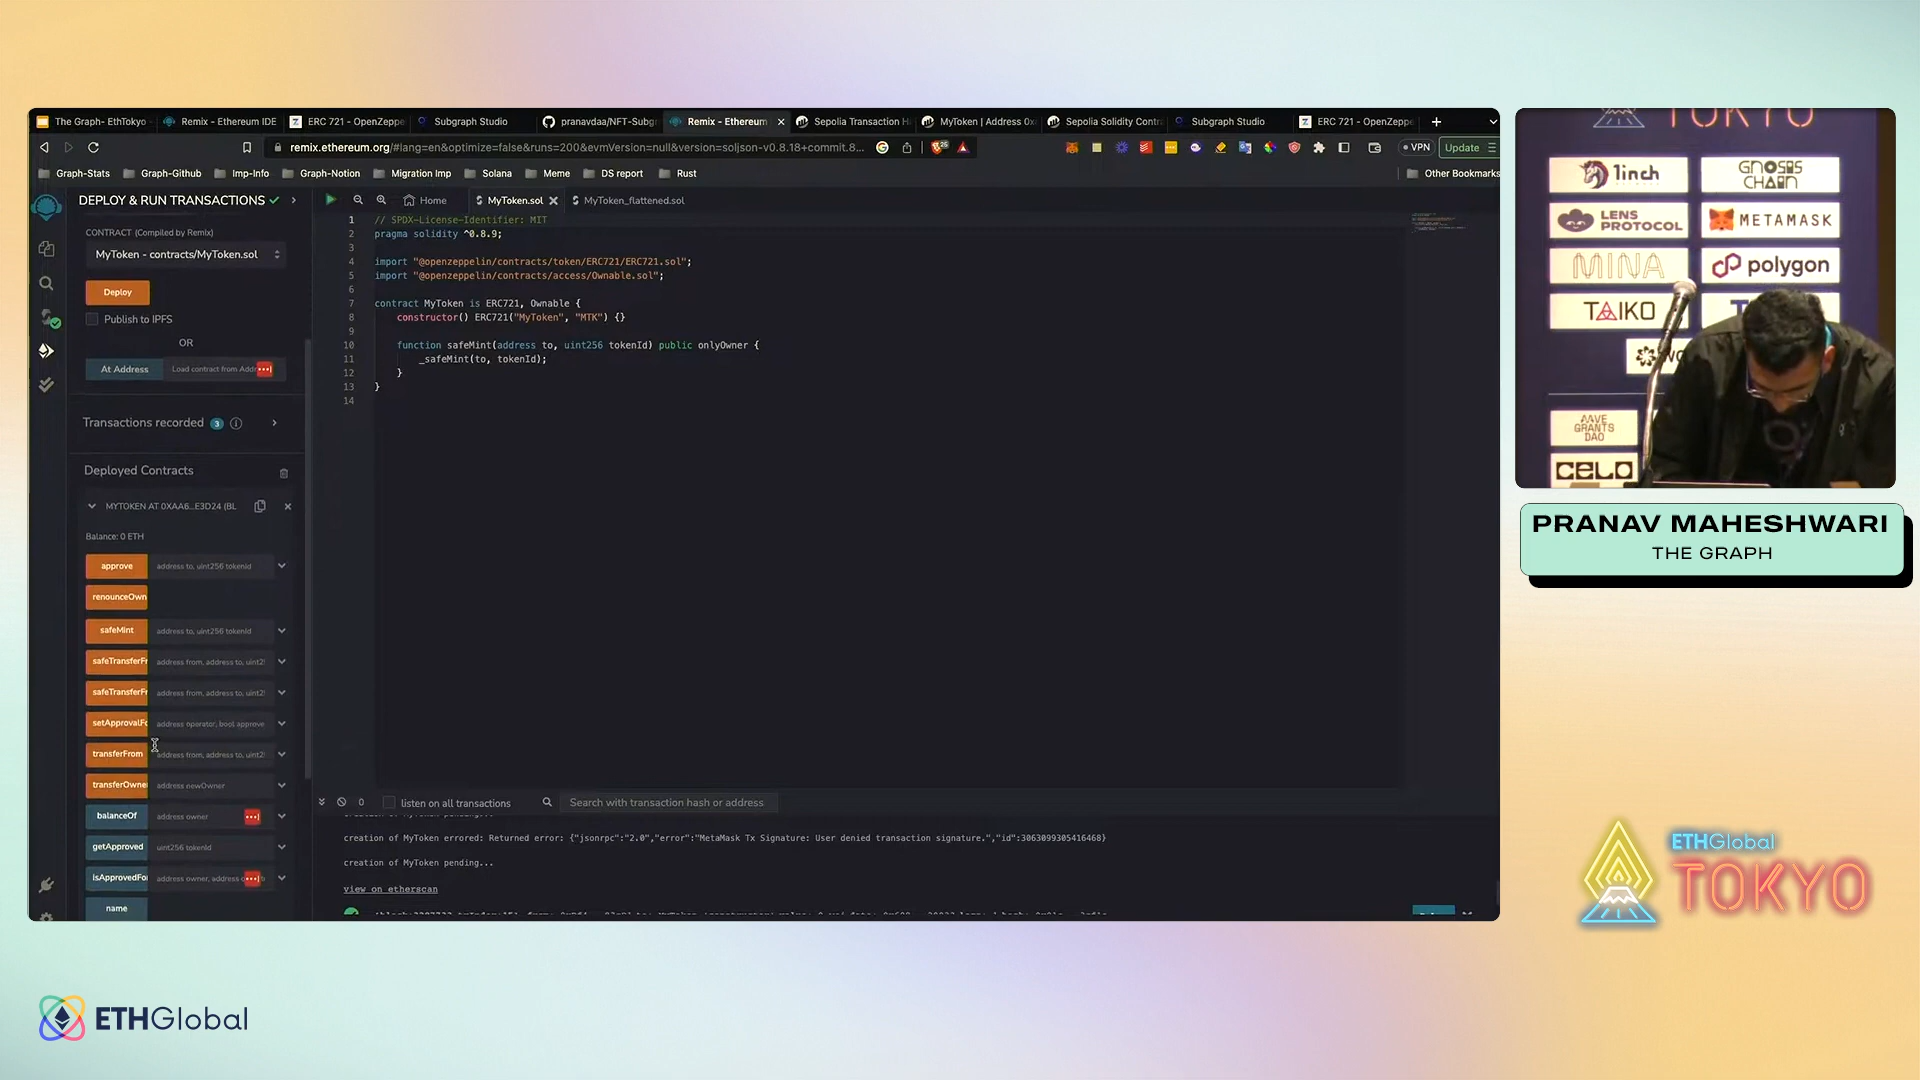 The Graph- EthTokyo
Remix - Ethereum IDE
ERC 721 - OpenZeppe
Subgraph Studio
pranavdaa/NFT-Subgr
Remix - Ethereum
Sepolia Transaction H
MyToken | Address 0x
Sepolia Solidity Contr
Subgraph Studio
ERC 721 - OpenZeppe
remix.ethereum.org/#lang=en&optimize=false&runs=200&evmVersion=null&version=soljson-v0.8.18+commit.8...
VPN
Update
Graph-Stats
Graph-Github
Imp-Info
Graph-Notion
Migration Imp
Solana
Meme
DS report
Rust
Other Bookmarks
DEPLOY & RUN TRANSACTIONS
CONTRACT (Compiled by Remix)
MyToken - contracts/MyToken.sol
Deploy
Publish to IPFS
OR
At Address
Load contract from Addr
Transactions recorded 3
Deployed Contracts
MYTOKEN AT 0XAA6...E3D24 (BL
Balance: 0 ETH
approve address to, uint256 tokenId
renounceOwn
safeMint address to, uint256 tokenId
safeTransferFr address from, address to, uint2
safeTransferFr address from, address to, uint2
setApprovalFo address operator, bool approve
transferFrom address from, address to, uint2
transferOwne address newOwner
balanceOf address owner
getApproved uint256 tokenId
isApprovedFo address owner, address o
name
Home
MyToken.sol
MyToken_flattened.sol
1 // SPDX-License-Identifier: MIT
2 pragma solidity ^0.8.9;
3
4 import "@openzeppelin/contracts/token/ERC721/ERC721.sol";
5 import "@openzeppelin/contracts/access/Ownable.sol";
6
7 contract MyToken is ERC721, Ownable {
8 constructor() ERC721("MyToken", "MTK") {}
9
10 function safeMint(address to, uint256 tokenId) public onlyOwner {
11 _safeMint(to, tokenId);
12 }
13 }
14
0
listen on all transactions
Search with transaction hash or address
creation of MyToken pending...
creation of MyToken errored: Returned error: {"jsonrpc":"2.0","error":"MetaMask Tx Signature: User denied transaction signature.","id":3063099305416468}
creation of MyToken pending...
view on etherscan
TOKYO
1inch
GNOSIS CHAIN
LENS PROTOCOL
METAMASK
MINA
polygon
TAIKO
AAVE GRANTS DAO
CELO
PRANAV MAHESHWARI
THE GRAPH
ETHGlobal
TOKYO
ETHGlobal